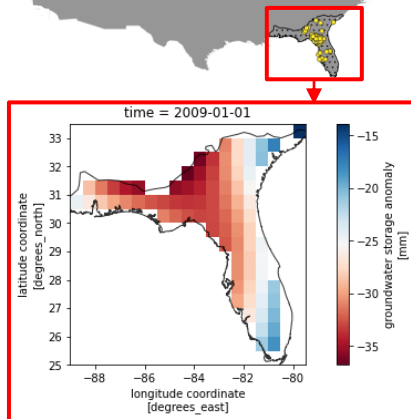 time = 2009-01-01
33
32
31
30
29
28
27
26
25
latitude coordinate
[degrees_north]
−88
−86
−84
−82
−80
longitude coordinate
[degrees_east]
−15
−20
−25
−30
−35
groundwater storage anomaly
[mm]